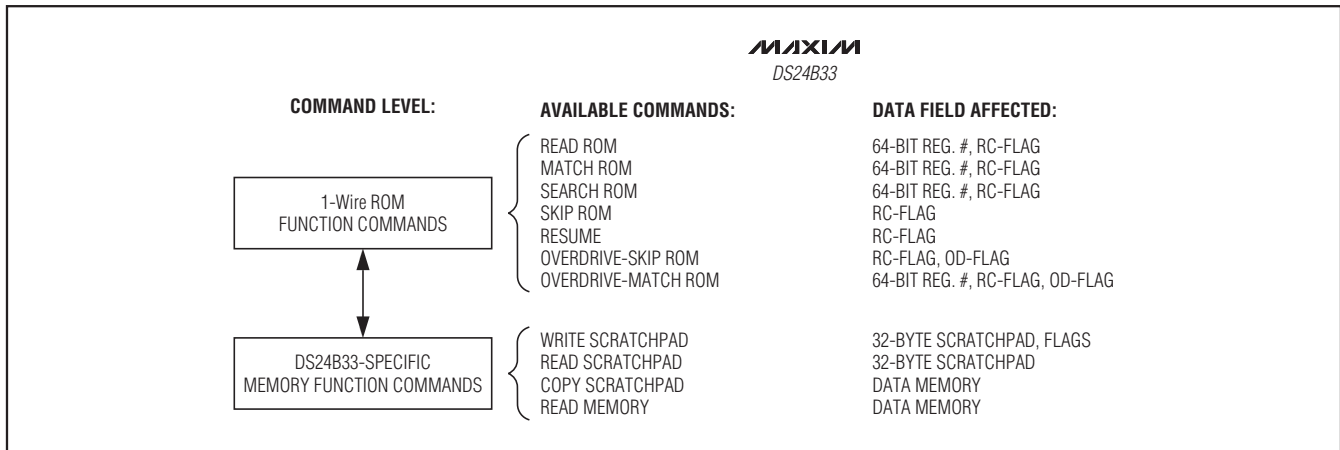 MAXIM
DS24B33
COMMAND LEVEL: AVAILABLE COMMANDS: DATA FIELD AFFECTED:
1-Wire ROM
FUNCTION COMMANDS
READ ROM 64-BIT REG. #, RC-FLAG
MATCH ROM 64-BIT REG. #, RC-FLAG
SEARCH ROM 64-BIT REG. #, RC-FLAG
SKIP ROM RC-FLAG
RESUME RC-FLAG
OVERDRIVE-SKIP ROM RC-FLAG, OD-FLAG
OVERDRIVE-MATCH ROM 64-BIT REG. #, RC-FLAG, OD-FLAG
DS24B33-SPECIFIC
MEMORY FUNCTION COMMANDS
WRITE SCRATCHPAD 32-BYTE SCRATCHPAD, FLAGS
READ SCRATCHPAD 32-BYTE SCRATCHPAD
COPY SCRATCHPAD DATA MEMORY
READ MEMORY DATA MEMORY